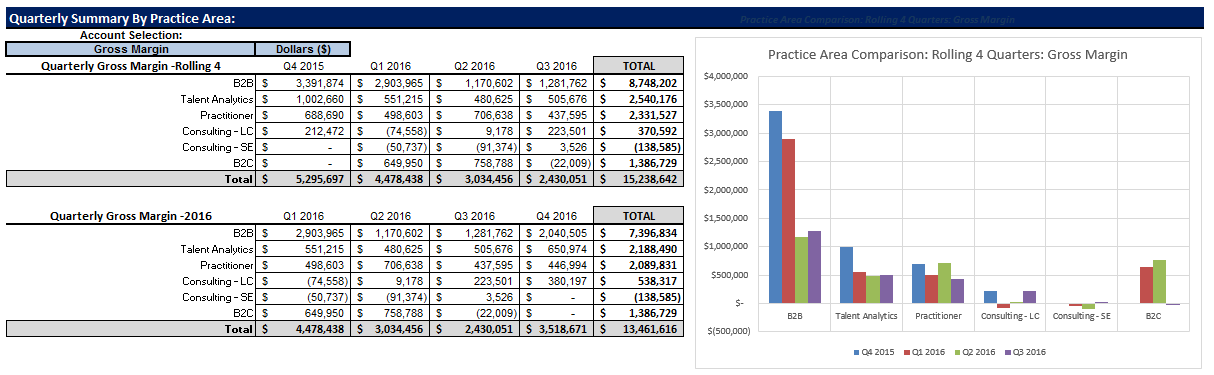 Quarterly Summary By Practice Area:
Practice Area Comparison: Rolling 4 Quarters: Gross Margin
Account Selection:
Gross Margin Dollars ($)
Quarterly Gross Margin -Rolling 4 Q4 2015 Q1 2016 Q2 2016 Q3 2016 TOTAL
B2B $ 3,391,874 $ 2,903,965 $ 1,170,602 $ 1,281,762 $ 8,748,202
Talent Analytics $ 1,002,660 $ 551,215 $ 480,625 $ 505,676 $ 2,540,176
Practitioner $ 688,690 $ 498,603 $ 706,638 $ 437,595 $ 2,331,527
Consulting - LC $ 212,472 $ (74,558) $ 9,178 $ 223,501 $ 370,592
Consulting - SE $ - $ (50,737) $ (91,374) $ 3,526 $ (138,585)
B2C $ - $ 649,950 $ 758,788 $ (22,009) $ 1,386,729
Total $ 5,295,697 $ 4,478,438 $ 3,034,456 $ 2,430,051 $ 15,238,642
Quarterly Gross Margin -2016 Q1 2016 Q2 2016 Q3 2016 Q4 2016 TOTAL
B2B $ 2,903,965 $ 1,170,602 $ 1,281,762 $ 2,040,505 $ 7,396,834
Talent Analytics $ 551,215 $ 480,625 $ 505,676 $ 650,974 $ 2,188,490
Practitioner $ 498,603 $ 706,638 $ 437,595 $ 446,994 $ 2,089,831
Consulting - LC $ (74,558) $ 9,178 $ 223,501 $ 380,197 $ 538,317
Consulting - SE $ (50,737) $ (91,374) $ 3,526 $ - $ (138,585)
B2C $ 649,950 $ 758,788 $ (22,009) $ - $ 1,386,729
Total $ 4,478,438 $ 3,034,456 $ 2,430,051 $ 3,518,671 $ 13,461,616
Practice Area Comparison: Rolling 4 Quarters: Gross Margin
$4,000,000
$3,500,000
$3,000,000
$2,500,000
$2,000,000
$1,500,000
$1,000,000
$500,000
$-
$(500,000)
B2B Talent Analytics Practitioner Consulting - LC Consulting - SE B2C
Q4 2015 Q1 2016 Q2 2016 Q3 2016